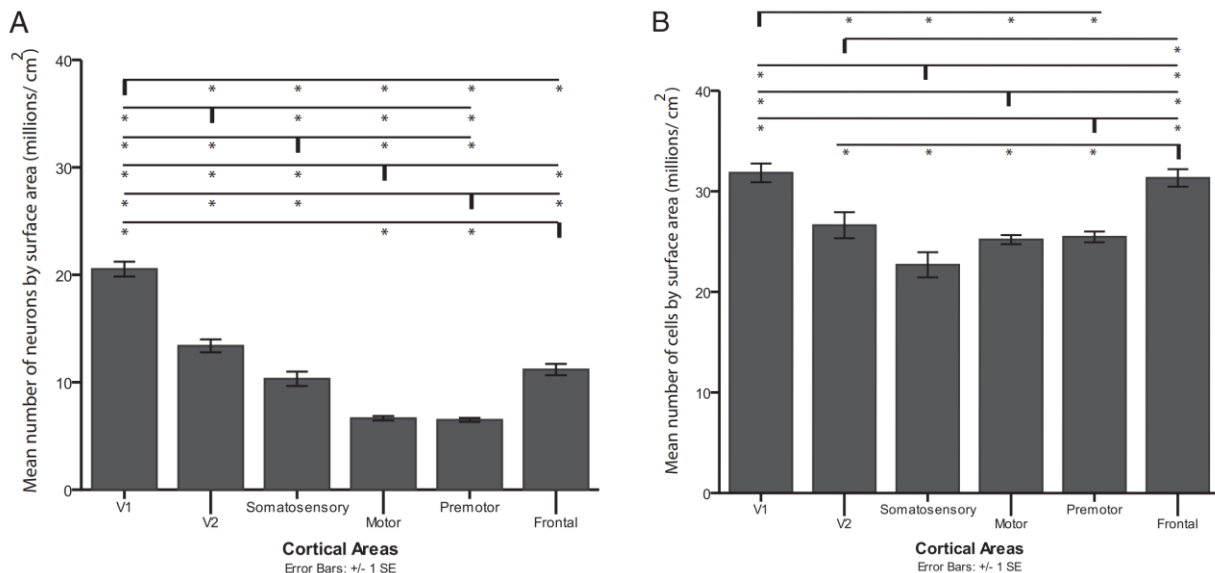 A
Mean number of neurons by surface area (millions/ cm2)
40
30
20
10
0
* * * * *
* * * *
* * * * *
* * * *
* * * *
* * *
V1
V2
Somatosensory
Motor
Premotor
Frontal
Cortical Areas
Error Bars: +/- 1 SE
B
Mean number of cells by surface area (millions/ cm2)
40
30
20
10
0
* * * *
*
* *
* *
* *
* * * *
V1
V2
Somatosensory
Motor
Premotor
Frontal
Cortical Areas
Error Bars: +/- 1 SE